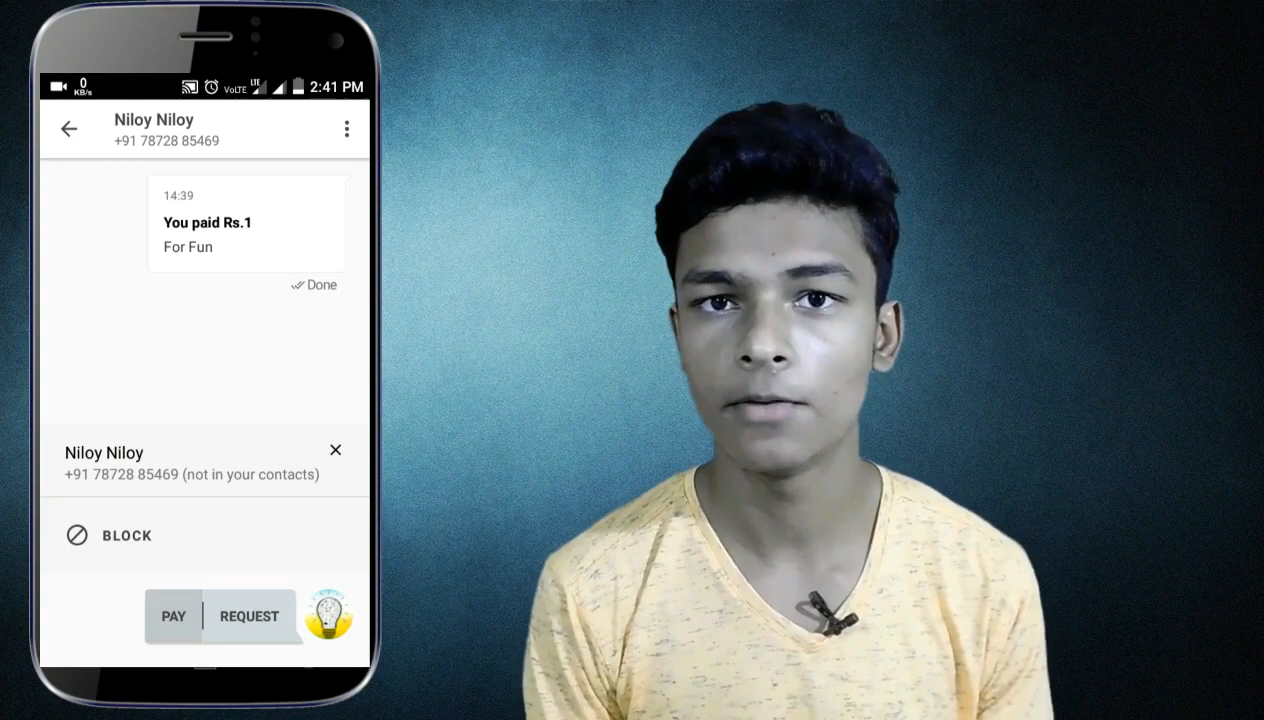 0
KB/s
VoLTE
LTE
2:41 PM
Niloy Niloy
+91 78728 85469
14:39
You paid Rs.1
For Fun
Done
Niloy Niloy
+91 78728 85469 (not in your contacts)
BLOCK
PAY
REQUEST